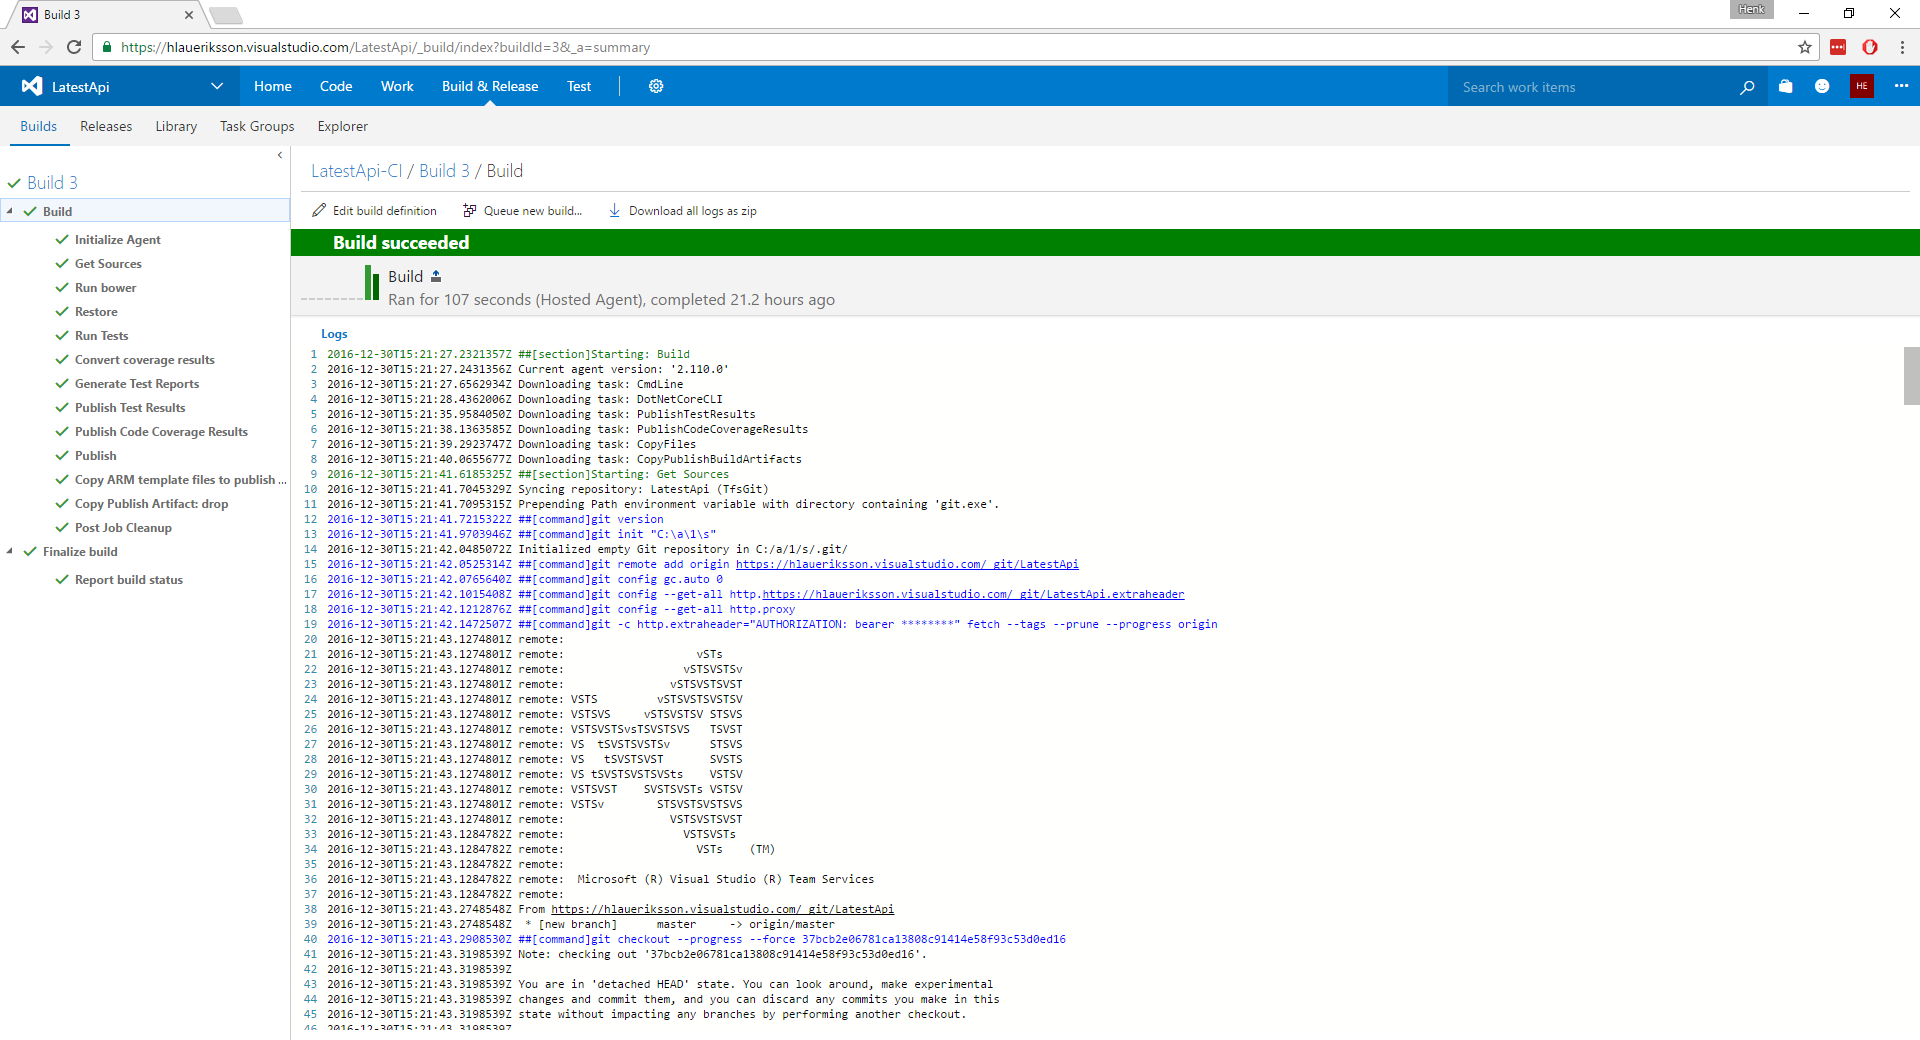 Build 3
Henk
https://hlaueriksson.visualstudio.com/LatestApi/_build/index?buildId=3&_a=summary
LatestApi Home Code Work Build & Release Test Search work items HE
Builds Releases Library Task Groups Explorer
LatestApi-CI / Build 3 / Build
Build 3
Build
Initialize Agent
Get Sources
Run bower
Restore
Run Tests
Convert coverage results
Generate Test Reports
Publish Test Results
Publish Code Coverage Results
Publish
Copy ARM template files to publish ...
Copy Publish Artifact: drop
Post Job Cleanup
Finalize build
Report build status
Edit build definition Queue new build... Download all logs as zip
Build succeeded
Build
Ran for 107 seconds (Hosted Agent), completed 21.2 hours ago
Logs
1 2016-12-30T15:21:27.2321357Z ##[section]Starting: Build
2 2016-12-30T15:21:27.2431356Z Current agent version: '2.110.0'
3 2016-12-30T15:21:27.6562934Z Downloading task: CmdLine
4 2016-12-30T15:21:28.4362006Z Downloading task: DotNetCoreCLI
5 2016-12-30T15:21:35.9584050Z Downloading task: PublishTestResults
6 2016-12-30T15:21:38.1363585Z Downloading task: PublishCodeCoverageResults
7 2016-12-30T15:21:39.2923747Z Downloading task: CopyFiles
8 2016-12-30T15:21:40.0655677Z Downloading task: CopyPublishBuildArtifacts
9 2016-12-30T15:21:41.6185325Z ##[section]Starting: Get Sources
10 2016-12-30T15:21:41.7045329Z Syncing repository: LatestApi (TfsGit)
11 2016-12-30T15:21:41.7095315Z Prepending Path environment variable with directory containing 'git.exe'.
12 2016-12-30T15:21:41.7215322Z ##[command]git version
13 2016-12-30T15:21:41.9703946Z ##[command]git init "C:\a\1\s"
14 2016-12-30T15:21:42.0485072Z Initialized empty Git repository in C:/a/1/s/.git/
15 2016-12-30T15:21:42.0525314Z ##[command]git remote add origin https://hlaueriksson.visualstudio.com/_git/LatestApi
16 2016-12-30T15:21:42.0765640Z ##[command]git config gc.auto 0
17 2016-12-30T15:21:42.1015408Z ##[command]git config --get-all http.https://hlaueriksson.visualstudio.com/_git/LatestApi.extraheader
18 2016-12-30T15:21:42.1212876Z ##[command]git config --get-all http.proxy
19 2016-12-30T15:21:42.1472507Z ##[command]git -c http.extraheader="AUTHORIZATION: bearer ********" fetch --tags --prune --progress origin
20 2016-12-30T15:21:43.1274801Z remote:
21 2016-12-30T15:21:43.1274801Z remote:                    vSTs
22 2016-12-30T15:21:43.1274801Z remote:                  vSTSVSTSv
23 2016-12-30T15:21:43.1274801Z remote:                vSTSVSTSVST
24 2016-12-30T15:21:43.1274801Z remote: VSTS         vSTSVSTSVSTSV
25 2016-12-30T15:21:43.1274801Z remote: VSTSVS     vSTSVSTSV STSVS
26 2016-12-30T15:21:43.1274801Z remote: VSTSVSTSvsTSVSTSVS   TSVST
27 2016-12-30T15:21:43.1274801Z remote: VS  tSVSTSVSTSv      STSVS
28 2016-12-30T15:21:43.1274801Z remote: VS   tSVSTSVST       SVSTS
29 2016-12-30T15:21:43.1274801Z remote: VS tSVSTSVSTSVSts    VSTSV
30 2016-12-30T15:21:43.1274801Z remote: VSTSVST    SVSTSVSTs VSTSV
31 2016-12-30T15:21:43.1274801Z remote: VSTSv        STSVSTSVSTSVS
32 2016-12-30T15:21:43.1274801Z remote:                VSTSVSTSVST
33 2016-12-30T15:21:43.1284782Z remote:                  VSTSVSTs
34 2016-12-30T15:21:43.1284782Z remote:                    VSTs    (TM)
35 2016-12-30T15:21:43.1284782Z remote:
36 2016-12-30T15:21:43.1284782Z remote:  Microsoft (R) Visual Studio (R) Team Services
37 2016-12-30T15:21:43.1284782Z remote:
38 2016-12-30T15:21:43.2748548Z From https://hlaueriksson.visualstudio.com/_git/LatestApi
39 2016-12-30T15:21:43.2748548Z  * [new branch]      master     -> origin/master
40 2016-12-30T15:21:43.2908530Z ##[command]git checkout --progress --force 37bcb2e06781ca13808c91414e58f93c53d0ed16
41 2016-12-30T15:21:43.3198539Z Note: checking out '37bcb2e06781ca13808c91414e58f93c53d0ed16'.
42 2016-12-30T15:21:43.3198539Z
43 2016-12-30T15:21:43.3198539Z You are in 'detached HEAD' state. You can look around, make experimental
44 2016-12-30T15:21:43.3198539Z changes and commit them, and you can discard any commits you make in this
45 2016-12-30T15:21:43.3198539Z state without impacting any branches by performing another checkout.
46 2016-12-30T15:21:43.3198539Z